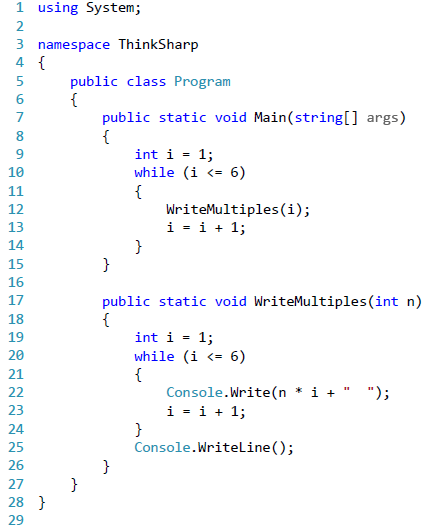 1 using System;
2
3 namespace ThinkSharp
4 {
5     public class Program
6     {
7         public static void Main(string[] args)
8         {
9             int i = 1;
10             while (i <= 6)
11             {
12                 WriteMultiples(i);
13                 i = i + 1;
14             }
15         }
16
17         public static void WriteMultiples(int n)
18         {
19             int i = 1;
20             while (i <= 6)
21             {
22                 Console.Write(n * i + "  ");
23                 i = i + 1;
24             }
25             Console.WriteLine();
26         }
27     }
28 }
29